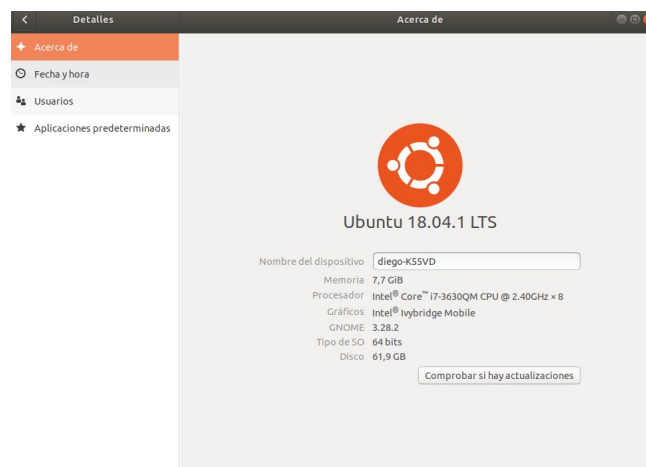 Detalles
Acerca de
Acerca de
Fecha y hora
Usuarios
Aplicaciones predeterminadas
Ubuntu 18.04.1 LTS
Nombre del dispositivo diego-K55VD
Memoria 7,7 GiB
Procesador Intel® Core™ i7-3630QM CPU @ 2.40GHz × 8
Gráficos Intel® Ivybridge Mobile
GNOME 3.28.2
Tipo de SO 64 bits
Disco 61,9 GB
Comprobar si hay actualizaciones